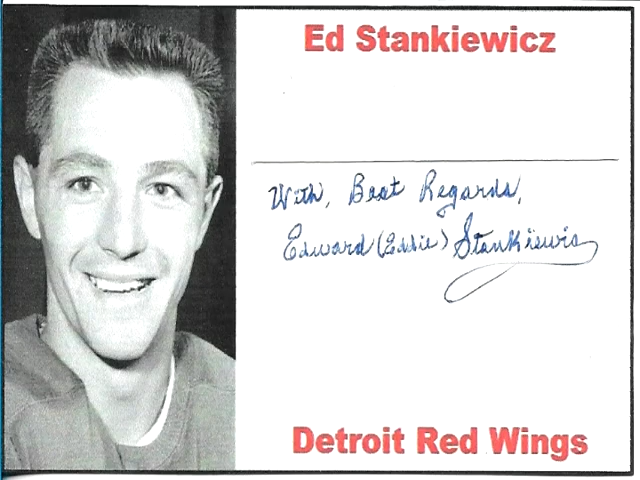 Ed Stankiewicz
With, Best Regards,
Edward (Eddie) Stankiewicz
Detroit Red Wings